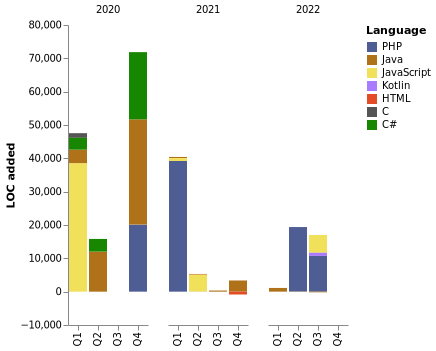 2020 2021 2022
Language
PHP
Java
JavaScript
Kotlin
HTML
C
C#
LOC added
80,000
70,000
60,000
50,000
40,000
30,000
20,000
10,000
0
−10,000
Q1 Q2 Q3 Q4 Q1 Q2 Q3 Q4 Q1 Q2 Q3 Q4